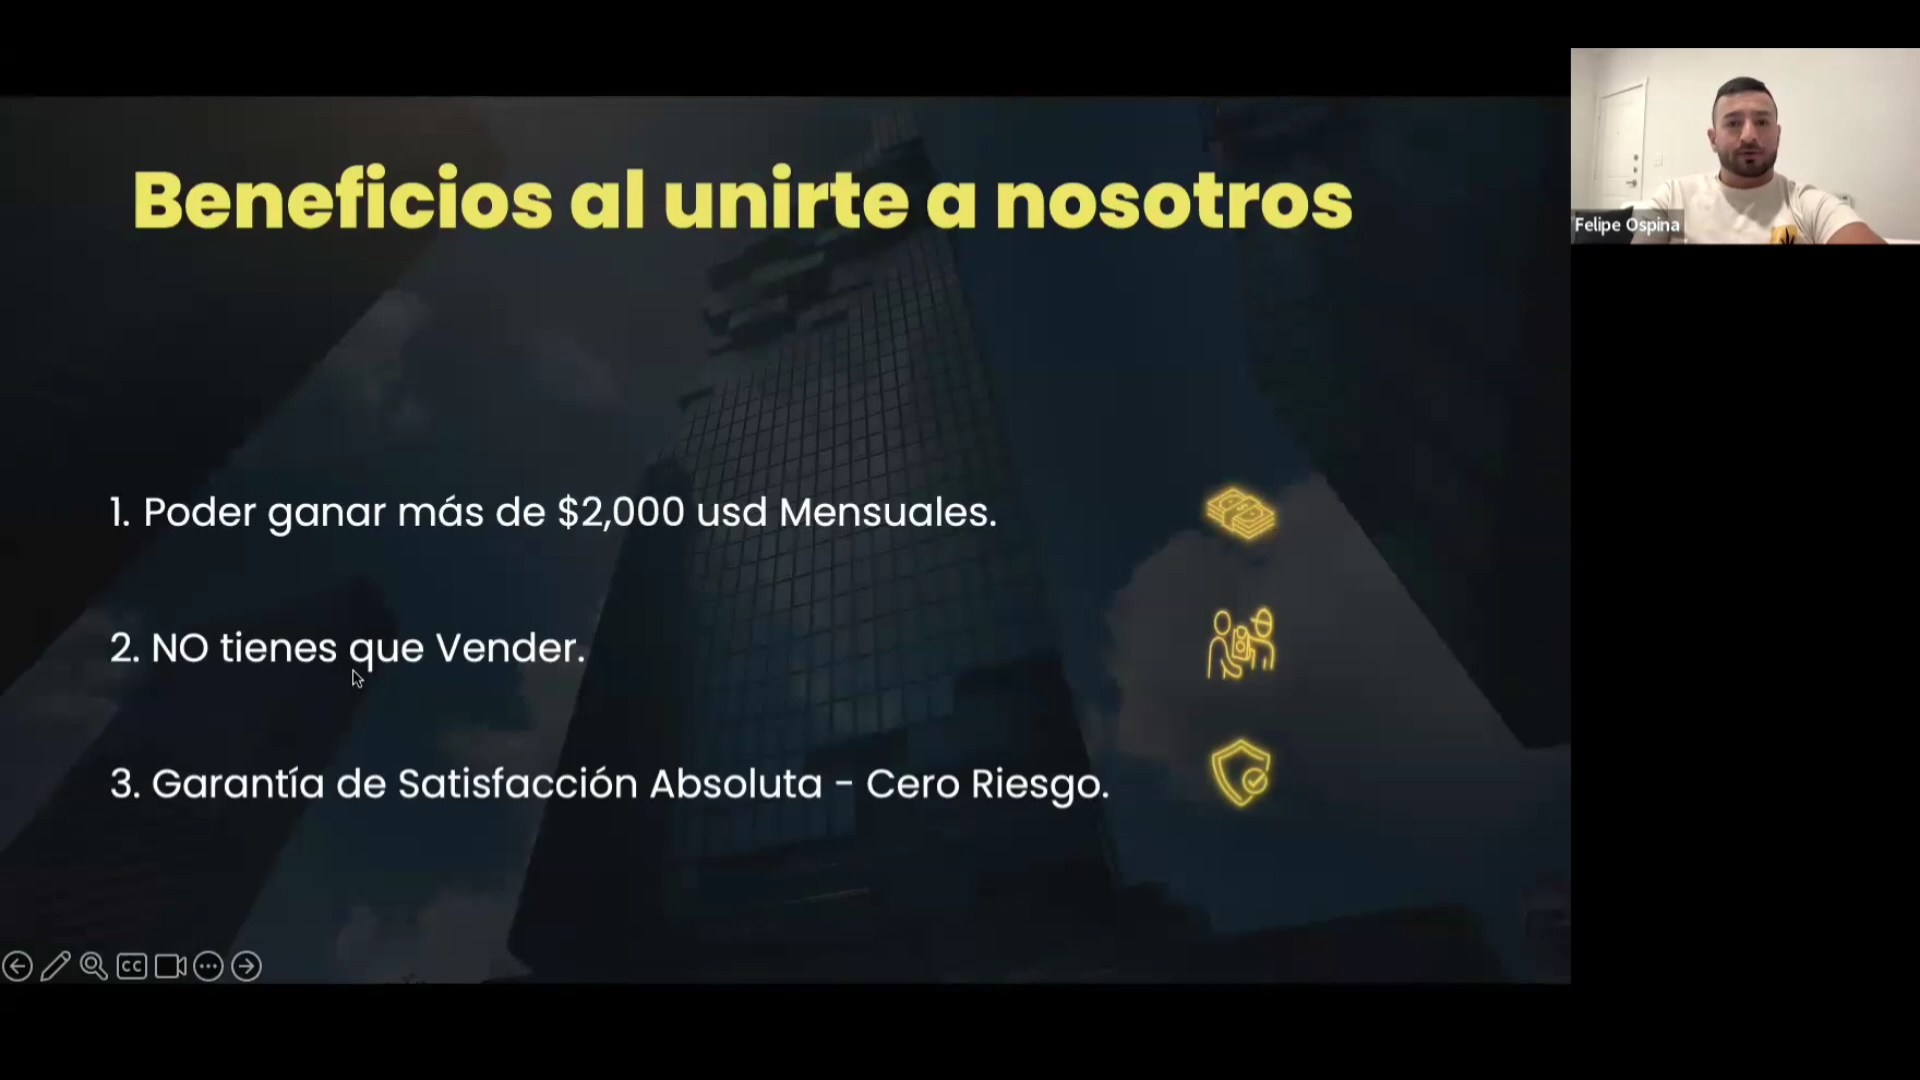 Beneficios al unirte a nosotros
Felipe Ospina
1. Poder ganar más de $2,000 usd Mensuales.
2. NO tienes que Vender.
3. Garantía de Satisfacción Absoluta - Cero Riesgo.
CC